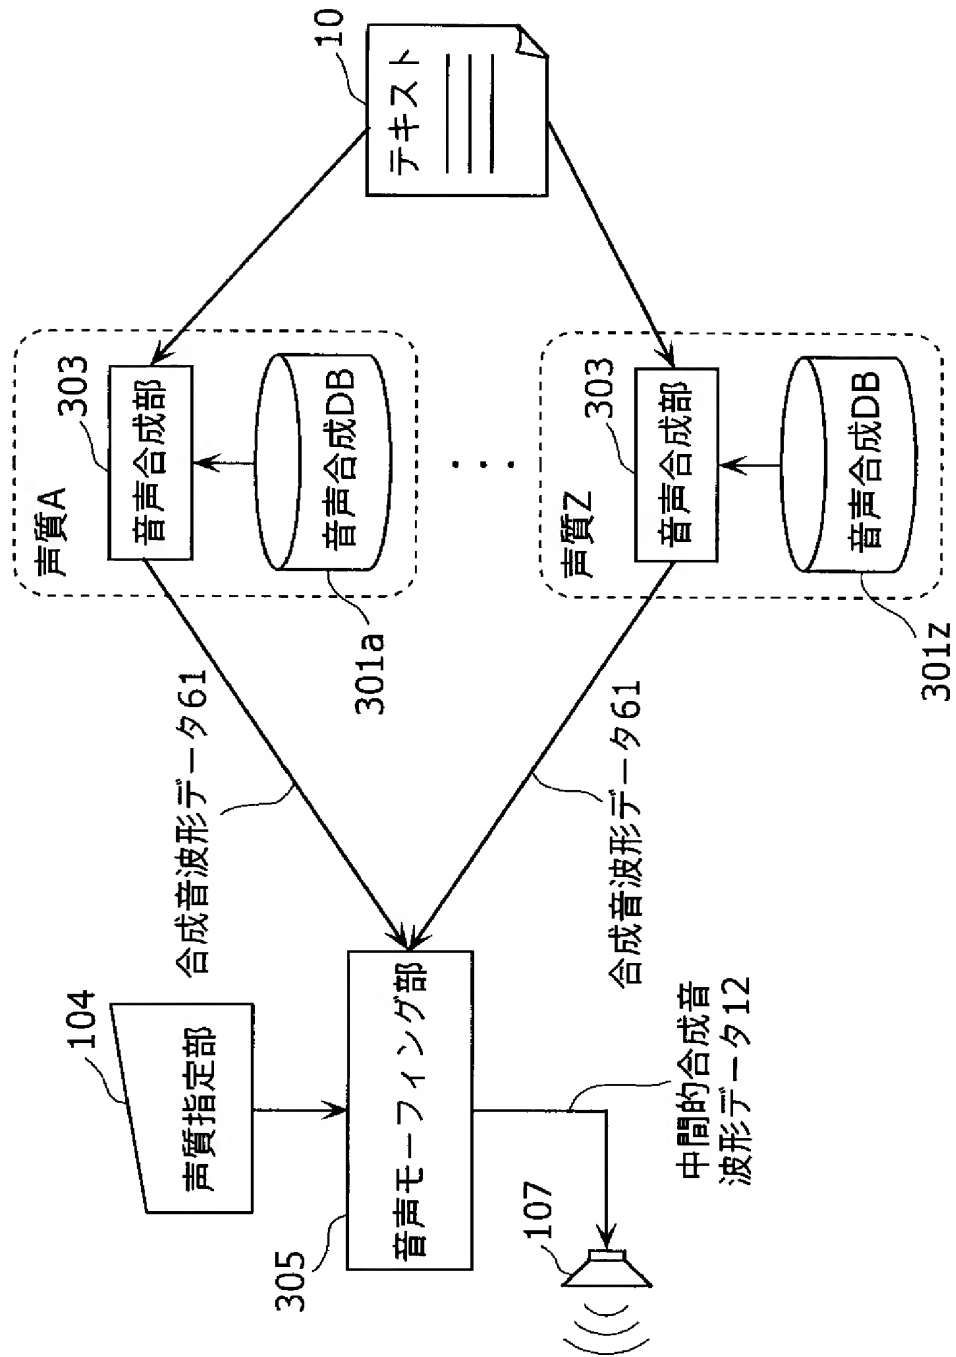 10
テキスト
声質A
303
音声合成部
音声合成DB
301a
...
声質Z
303
音声合成部
音声合成DB
301z
合成音波形データ61
合成音波形データ61
104
声質指定部
音声モーフィング部
305
中間的合成音
波形データ12
107